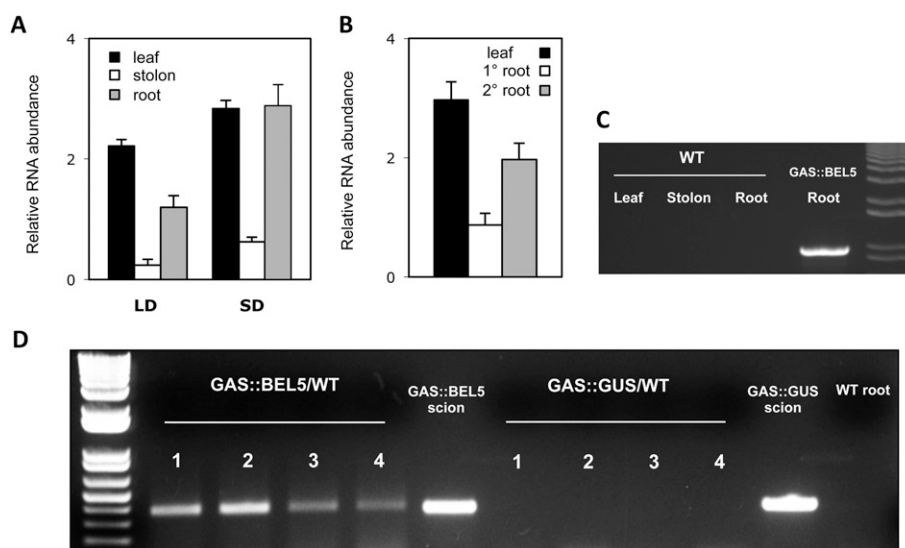 A
4
2
0
Relative RNA abundance
leaf
stolon
root
LD
SD
B
4
2
0
Relative RNA abundance
leaf
1° root
2° root
C
WT
GAS::BEL5
Leaf
Stolon
Root
Root
D
GAS::BEL5/WT
GAS::BEL5
scion
GAS::GUS/WT
GAS::GUS
scion
WT root
1 2 3 4
1 2 3 4